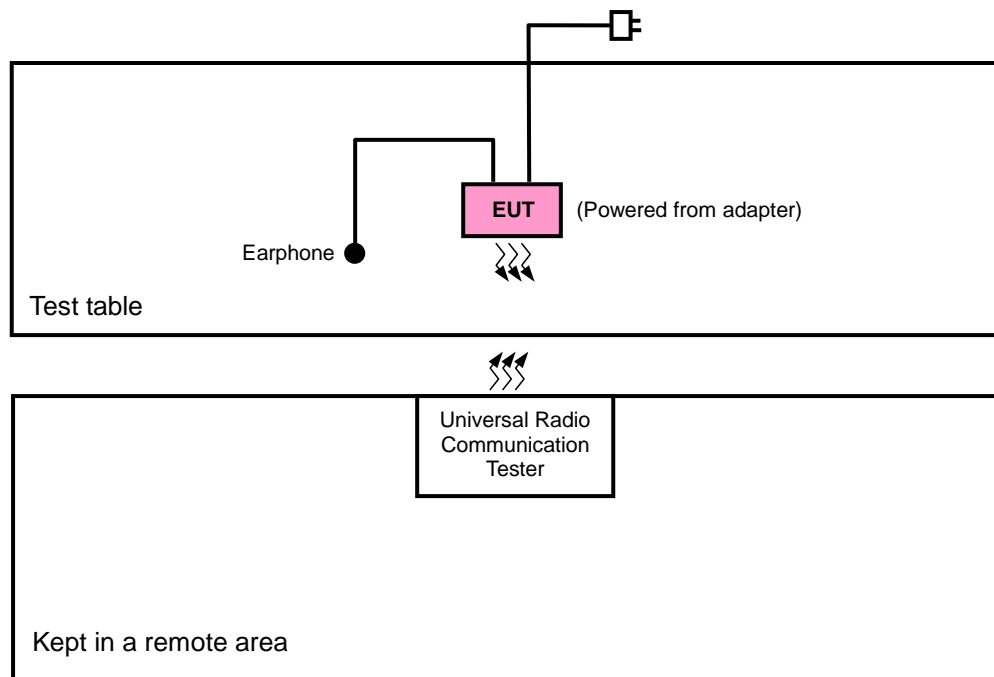 EUT
(Powered from adapter)
Earphone
Test table
Universal Radio
Communication
Tester
Kept in a remote area